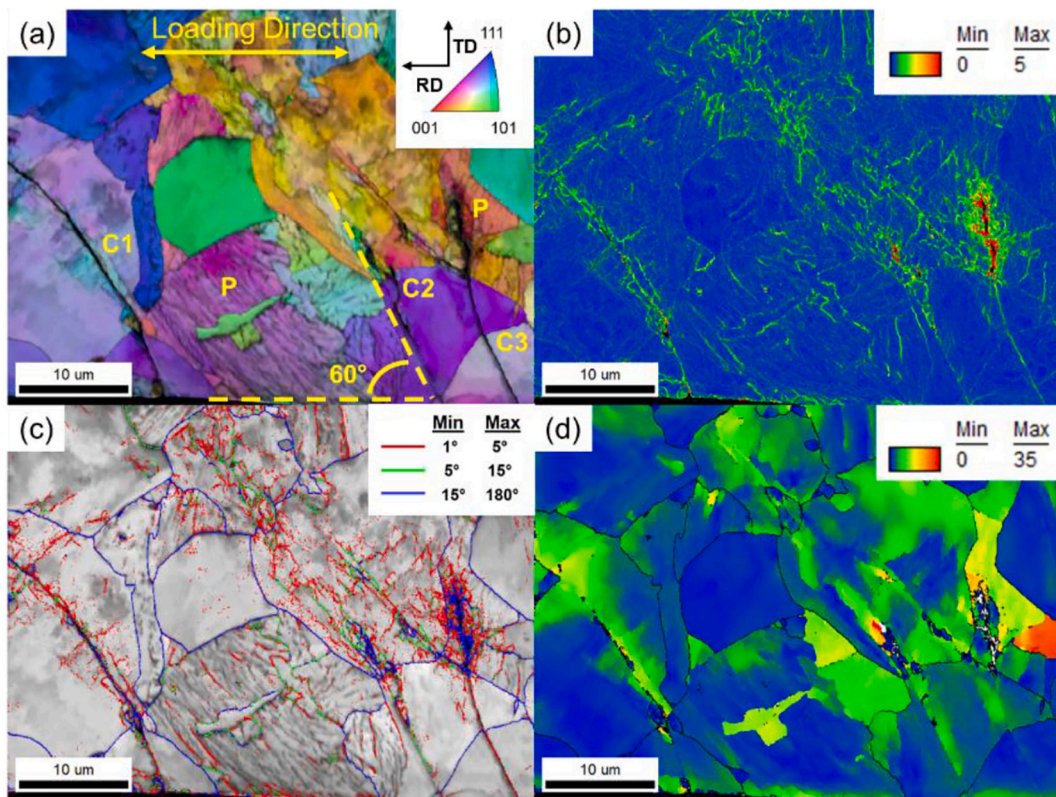 (a)
Loading Direction
TD
RD
111
001
101
C1
P
P
C2
C3
60°
10 um
(b)
Min Max
0 5
10 um
(c)
Min Max
1° 5°
5° 15°
15° 180°
10 um
(d)
Min Max
0 35
10 um